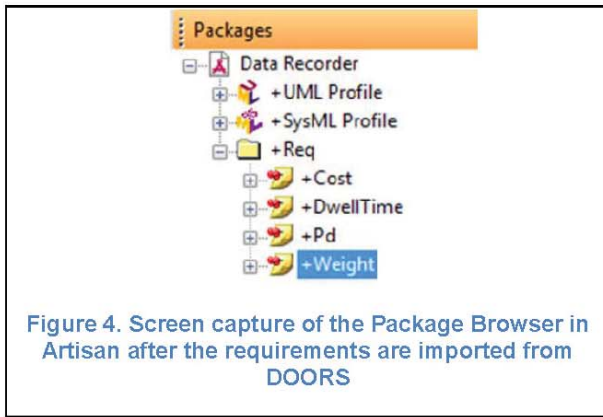 Packages
Data Recorder
+UML Profile
+SysML Profile
+Req
+Cost
+DwellTime
+Pd
+Weight
Figure 4. Screen capture of the Package Browser in
Artisan after the requirements are imported from
DOORS